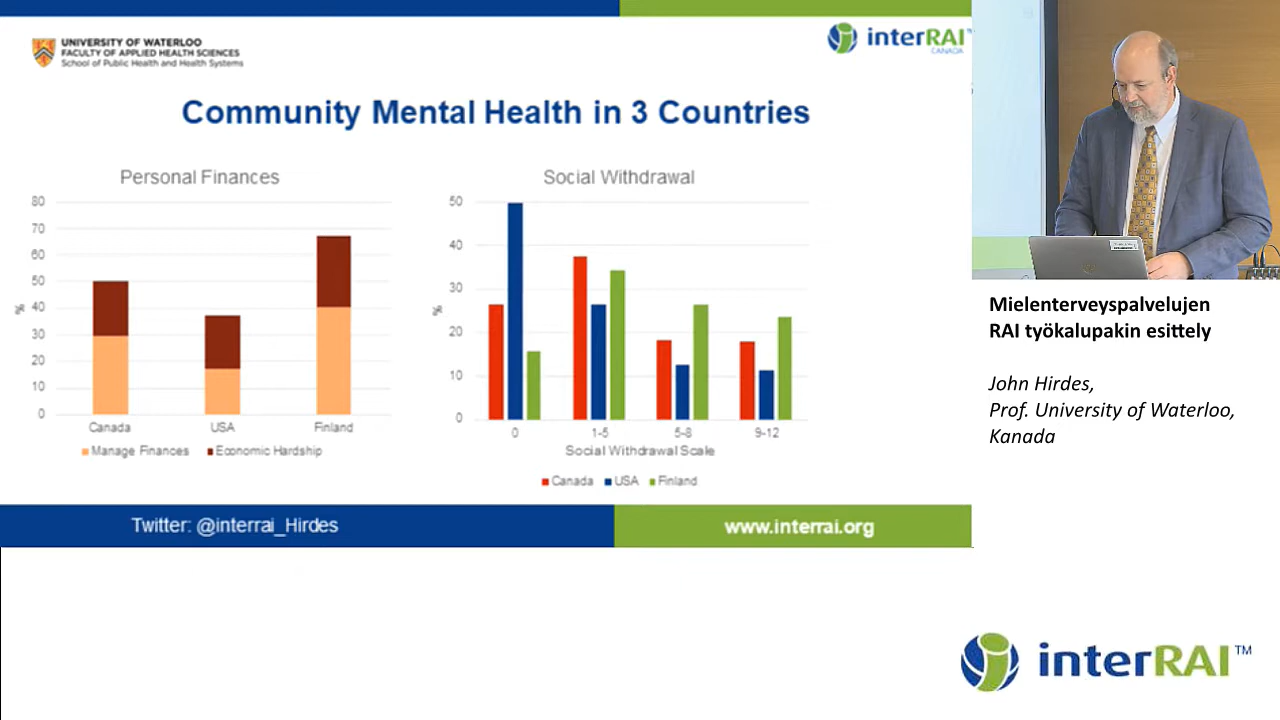 UNIVERSITY OF WATERLOO
FACULTY OF APPLIED HEALTH SCIENCES
School of Public Health and Health Systems
interRAI™
CANADA
Community Mental Health in 3 Countries
Personal Finances
80
70
60
50
40
30
20
10
0
%
Canada USA Finland
Manage Finances Economic Hardship
Social Withdrawal
50
40
30
20
10
0
%
0 1-5 5-8 9-12
Social Withdrawal Scale
Canada USA Finland
Twitter: @interrai_Hirdes
www.interrai.org
Mielenterveyspalvelujen
RAI työkalupakin esittely
John Hirdes,
Prof. University of Waterloo,
Kanada
interRAI™